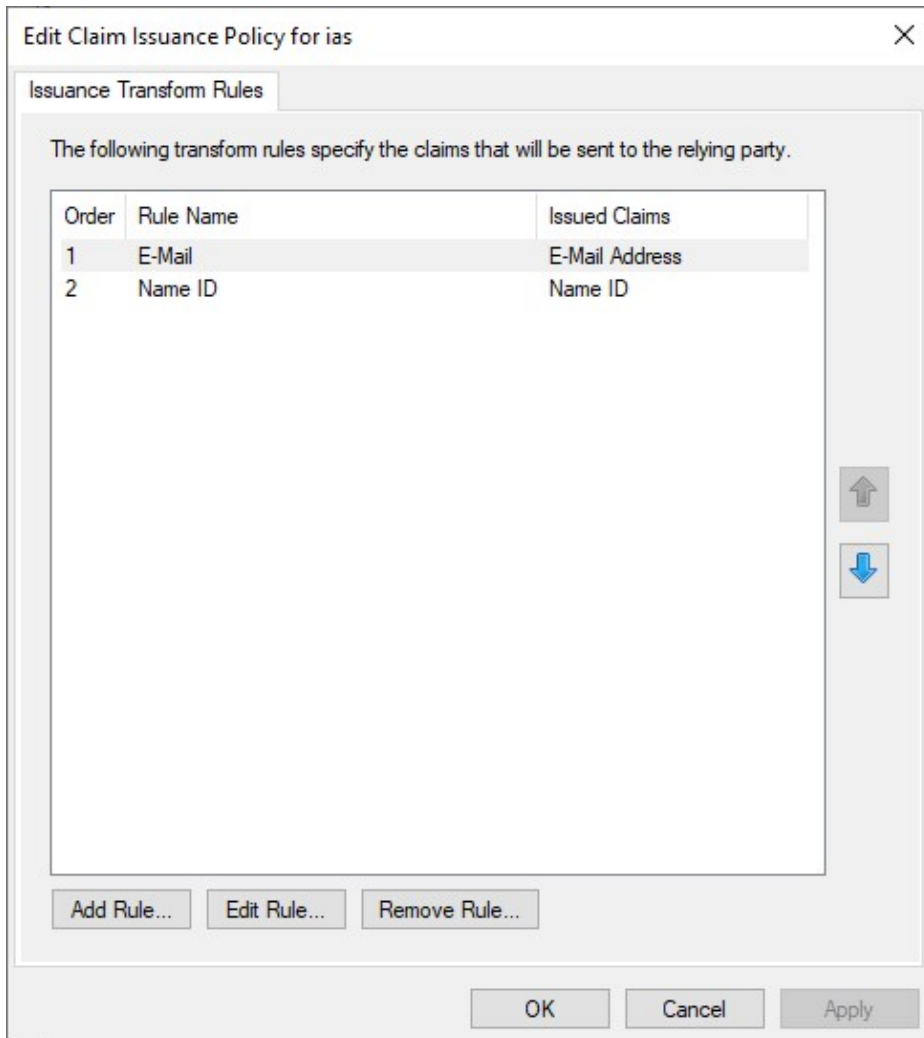 Edit Claim Issuance Policy for ias
Issuance Transform Rules
The following transform rules specify the claims that will be sent to the relying party.
Order Rule Name Issued Claims
1 E-Mail E-Mail Address
2 Name ID Name ID
Add Rule... Edit Rule... Remove Rule...
OK Cancel Apply